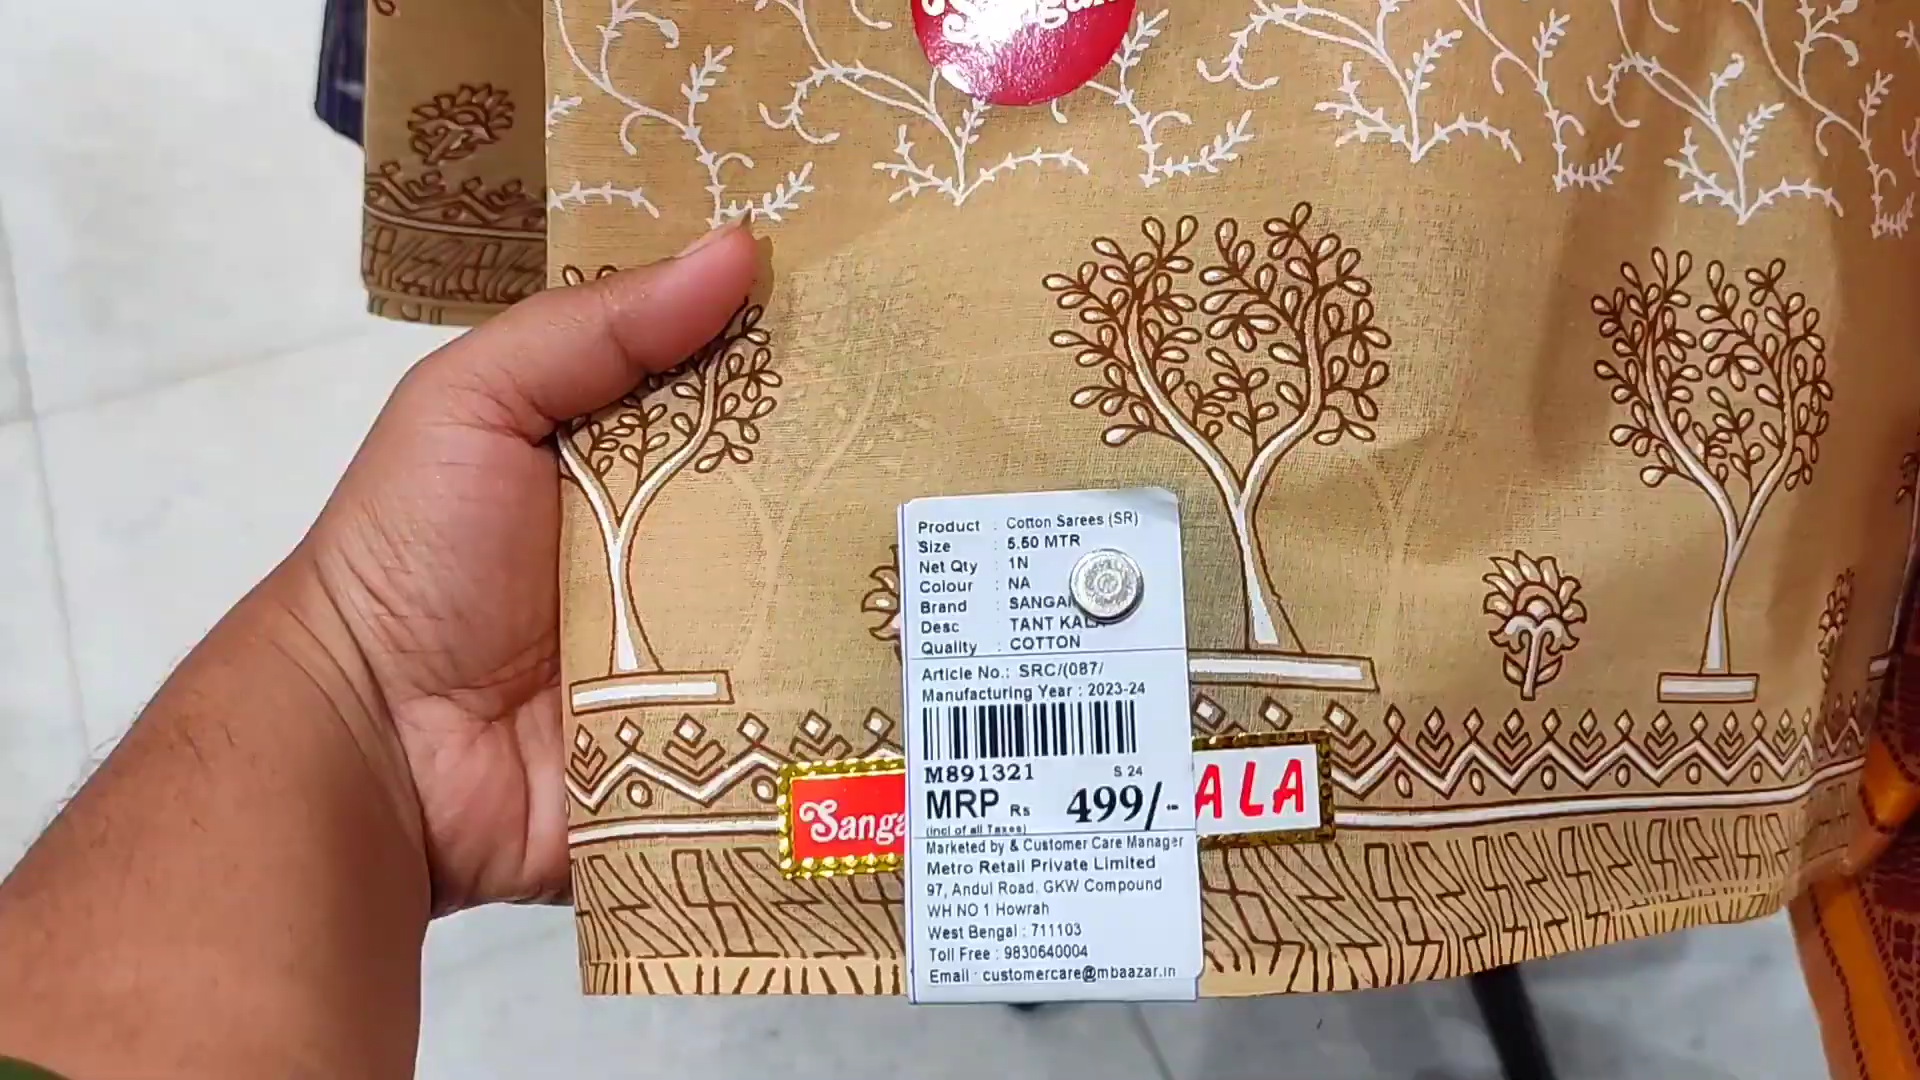 Product : Cotton Sarees (SR)
Size : 5.50 MTR
Net Qty : 1N
Colour : NA
Brand :
Desc : TANT
Quality : COTTON
Article No.: SRC/(087/
Manufacturing Year : 2023-24
M891321 S 24
MRP Rs 499/-
(incl of all Taxes)
Sanga ALA
Marketed by & Customer Care Manager
Metro Retail Private Limited
97, Andul Road, GKW Compound
WH NO 1 Howrah
West Bengal : 711103
Toll Free : 9830640004
Email : customercare@mbaazar.in